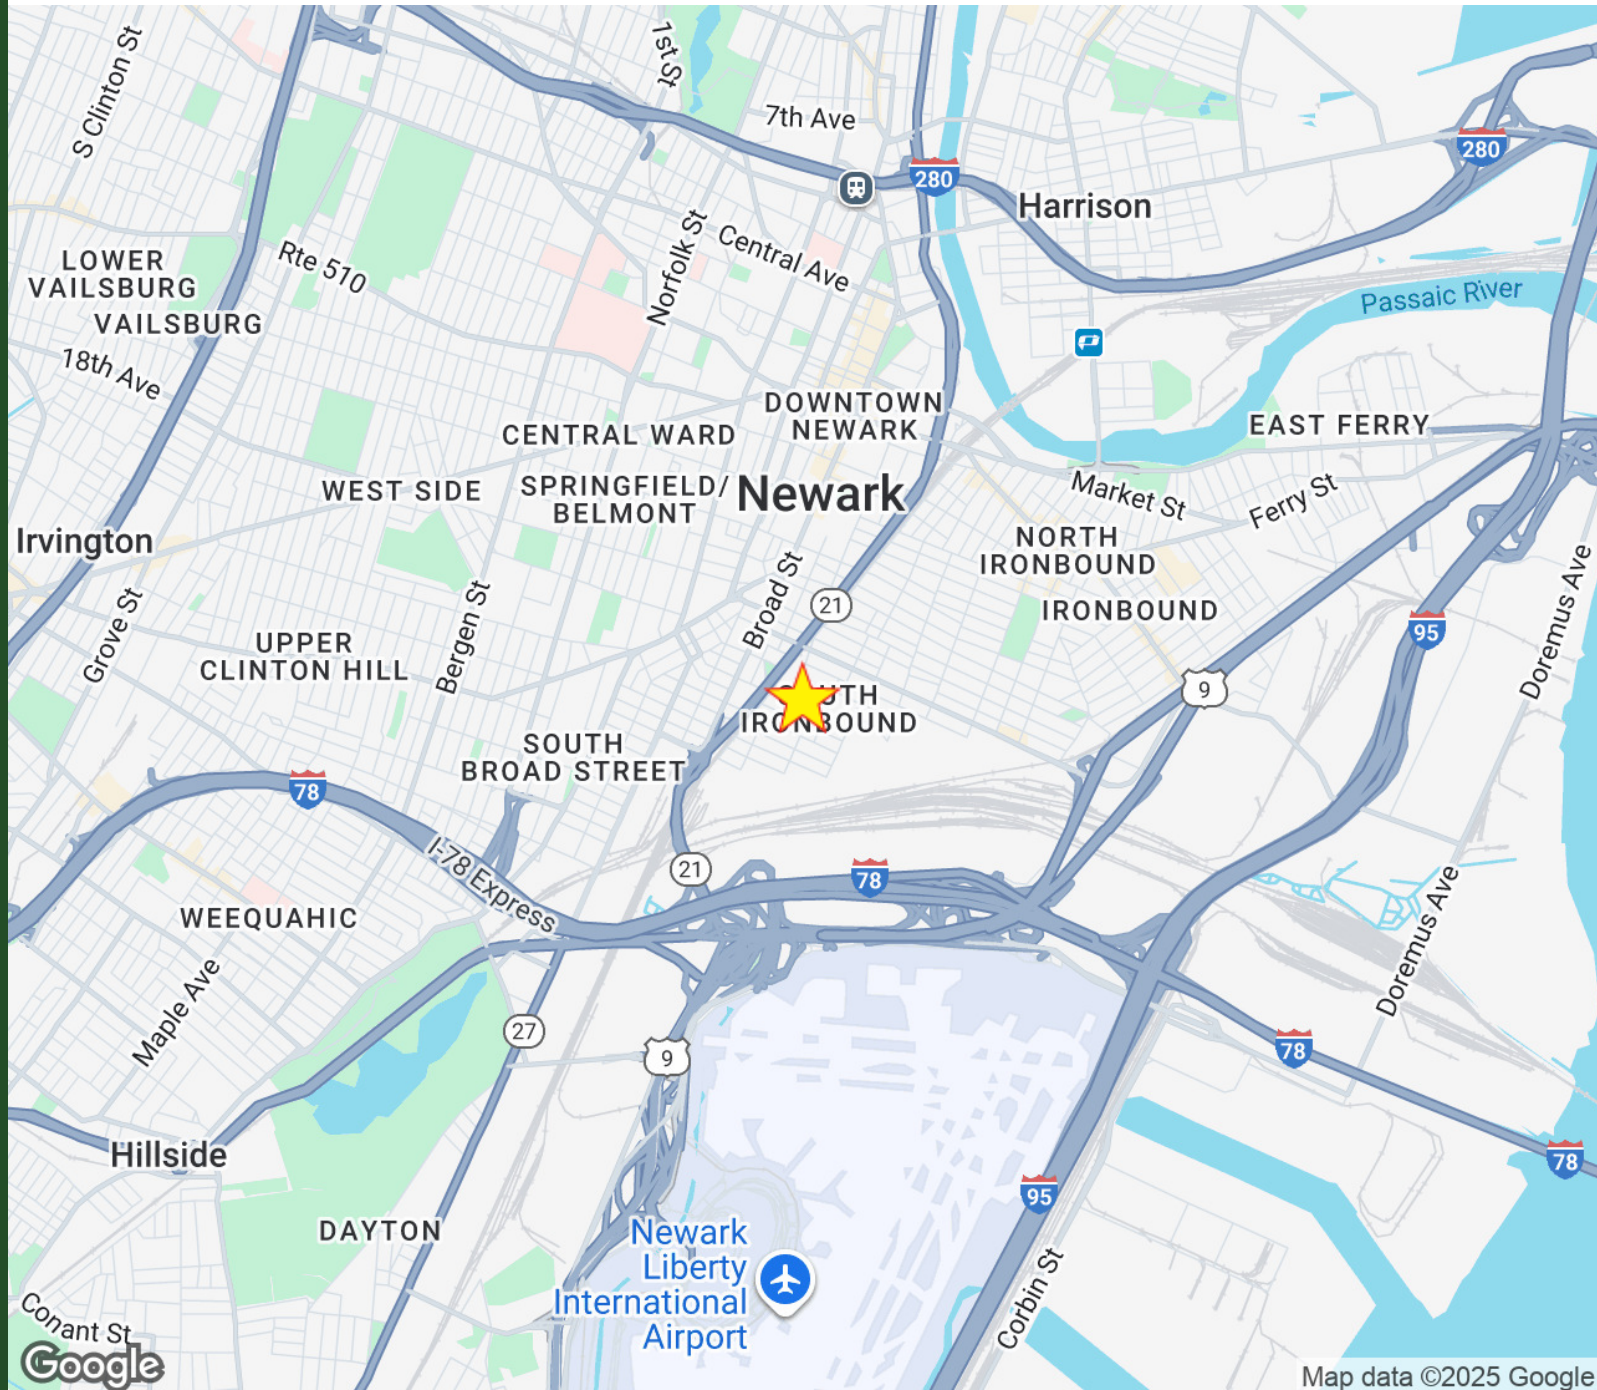 S Clinton St
1st St
7th Ave
280
280
Harrison
LOWER
VAILSBURG
Rte 510
Norfolk St
Central Ave
VAILSBURG
Passaic River
18th Ave
DOWNTOWN
NEWARK
CENTRAL WARD
EAST FERRY
WEST SIDE
SPRINGFIELD/
BELMONT
Newark
Market St
Ferry St
Irvington
NORTH
IRONBOUND
Broad St
21
IRONBOUND
95
Doremus Ave
Grove St
Bergen St
UPPER
CLINTON HILL
9
IRONBOUND
SOUTH
BROAD STREET
78
I-78 Express
21
78
WEEQUAHIC
Doremus Ave
Maple Ave
27
9
78
Hillside
78
95
DAYTON
Newark
Liberty
International
Airport
Corbin St
Conant St
Google
Map data ©2025 Google